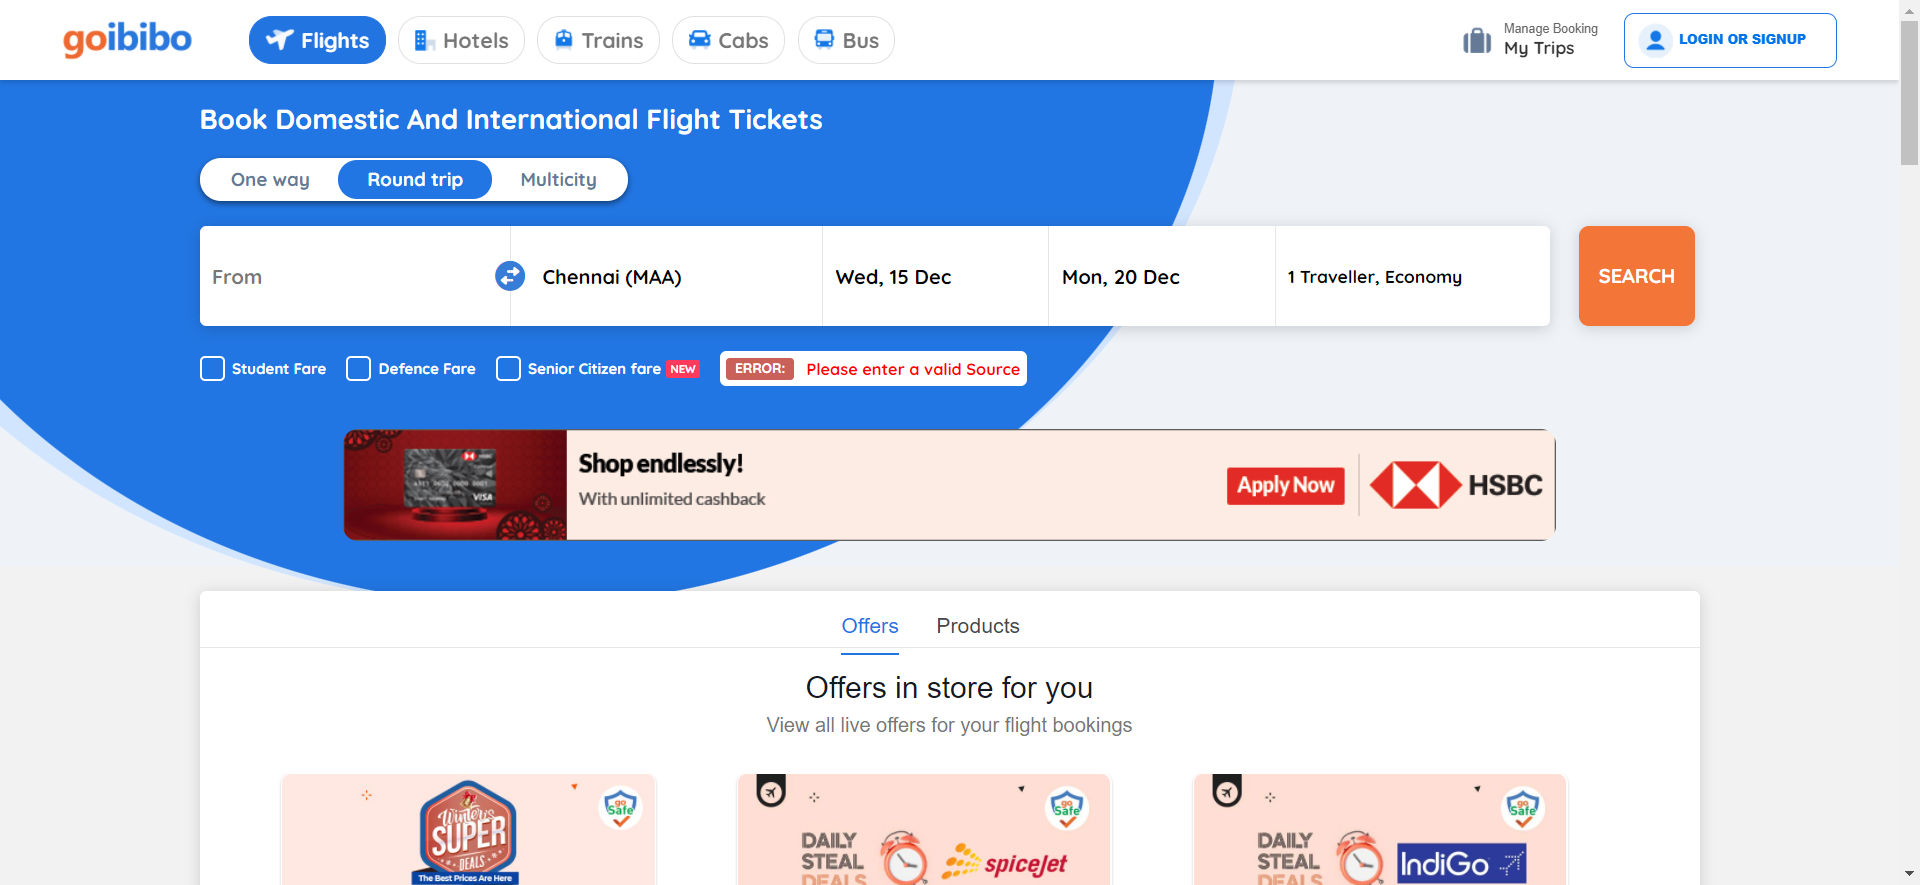 goibibo
Flights
Hotels
Trains
Cabs
Bus
Manage Booking
My Trips
LOGIN OR SIGNUP
Book Domestic And International Flight Tickets
One way
Round trip
Multicity
From
Chennai (MAA)
Wed, 15 Dec
Mon, 20 Dec
1 Traveller, Economy
SEARCH
Student Fare
Defence Fare
Senior Citizen fare NEW
ERROR: Please enter a valid Source
HSBC
VISA
Shop endlessly!
With unlimited cashback
Apply Now
HSBC
Offers
Products
Offers in store for you
View all live offers for your flight bookings
Winter
SUPER
DEALS
The Best Prices Are Here
go
Safe
DAILY
STEAL
DEALS
spicejet
go
Safe
DAILY
STEAL
DEALS
IndiGo
go
Safe